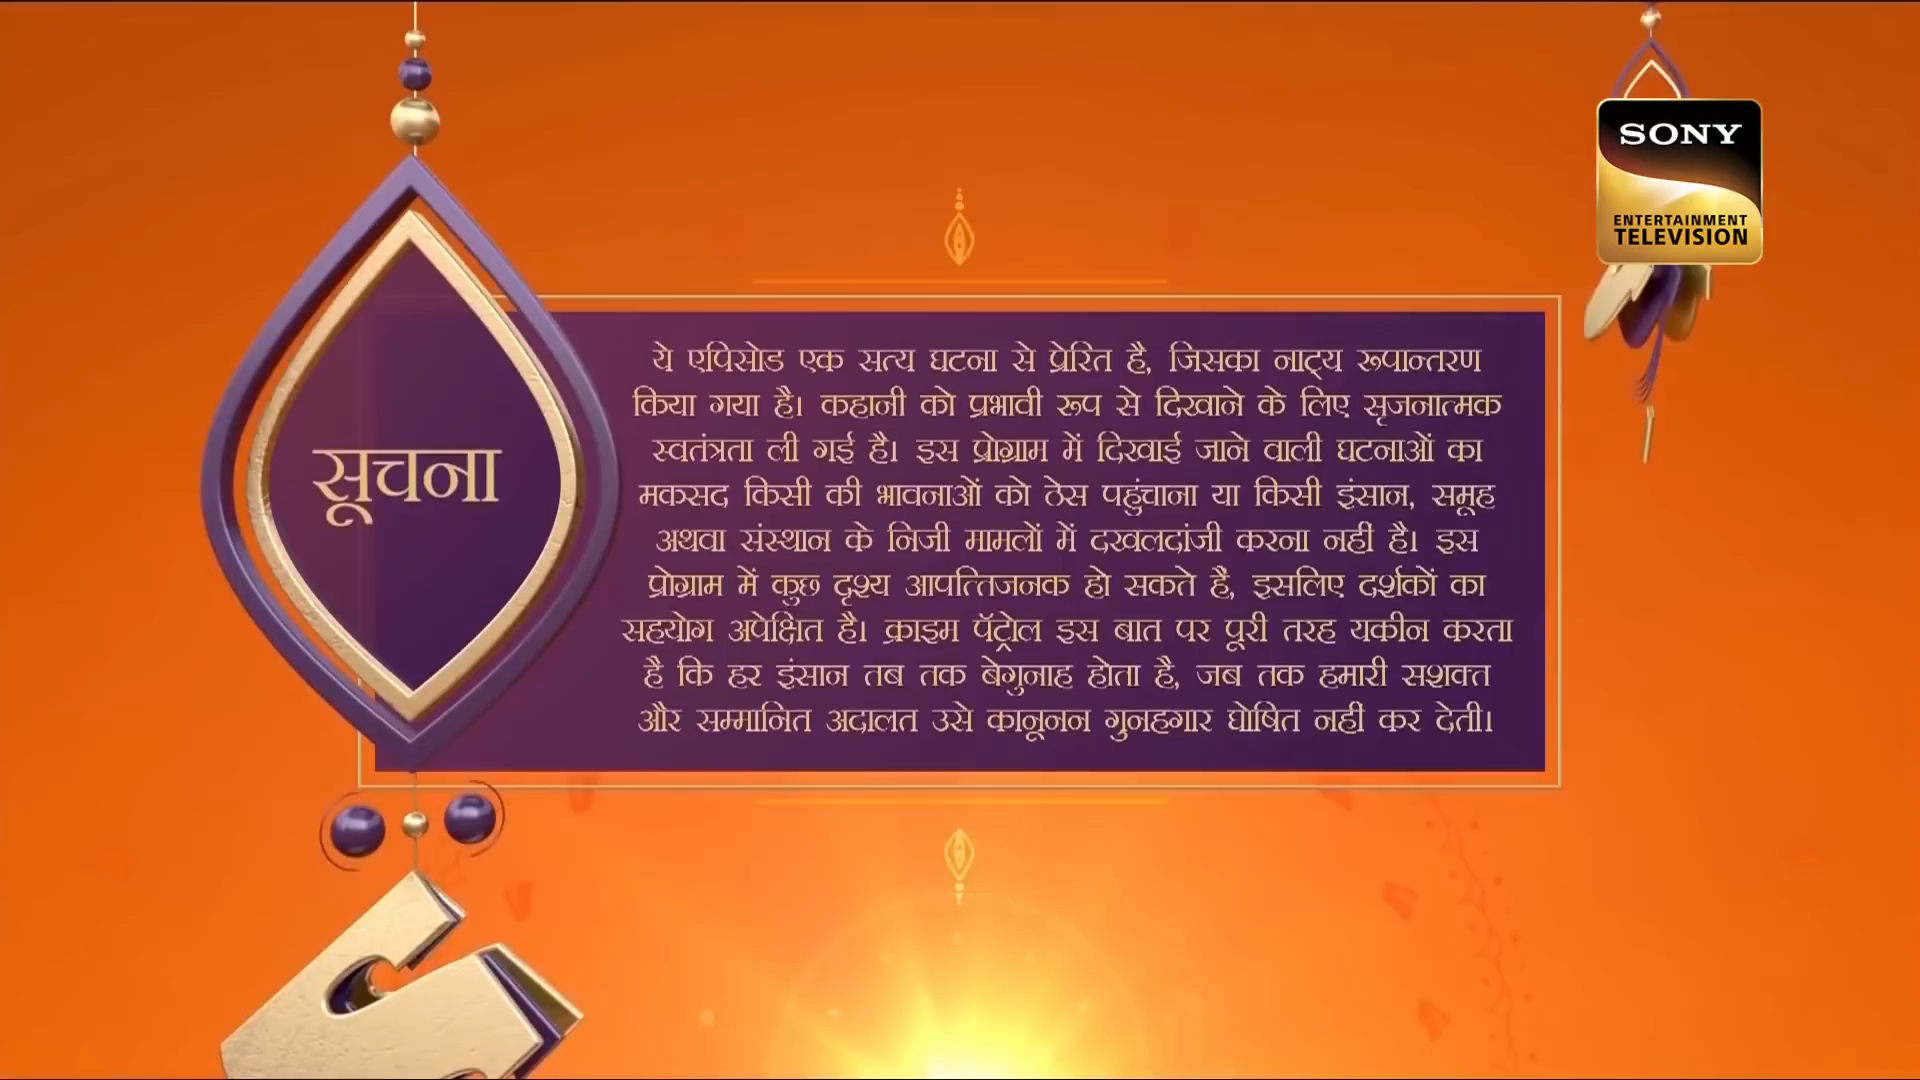 SONY
ENTERTAINMENT
TELEVISION
सूचना
ये एपिसोड एक सत्य घटना से प्रेरित है, जिसका नाट्य रूपान्तरण
किया गया है। कहानी को प्रभावी रूप से दिखाने के लिए सृजनात्मक
स्वतंत्रता ली गई है। इस प्रोग्राम में दिखाई जाने वाली घटनाओं का
मकसद किसी की भावनाओं को ठेस पहुंचाना या किसी इंसान, समूह
अथवा संस्थान के निजी मामलों में दखलदांजी करना नहीं है। इस
प्रोग्राम में कुछ दृश्य आपत्तिजनक हो सकते हैं, इसलिए दर्शकों का
सहयोग अपेक्षित है। क्राइम पॅट्रोल इस बात पर पूरी तरह यकीन करता
है कि हर इंसान तब तक बेगुनाह होता है, जब तक हमारी सशक्त
और सम्मानित अदालत उसे कानूनन गुनहगार घोषित नहीं कर देती।